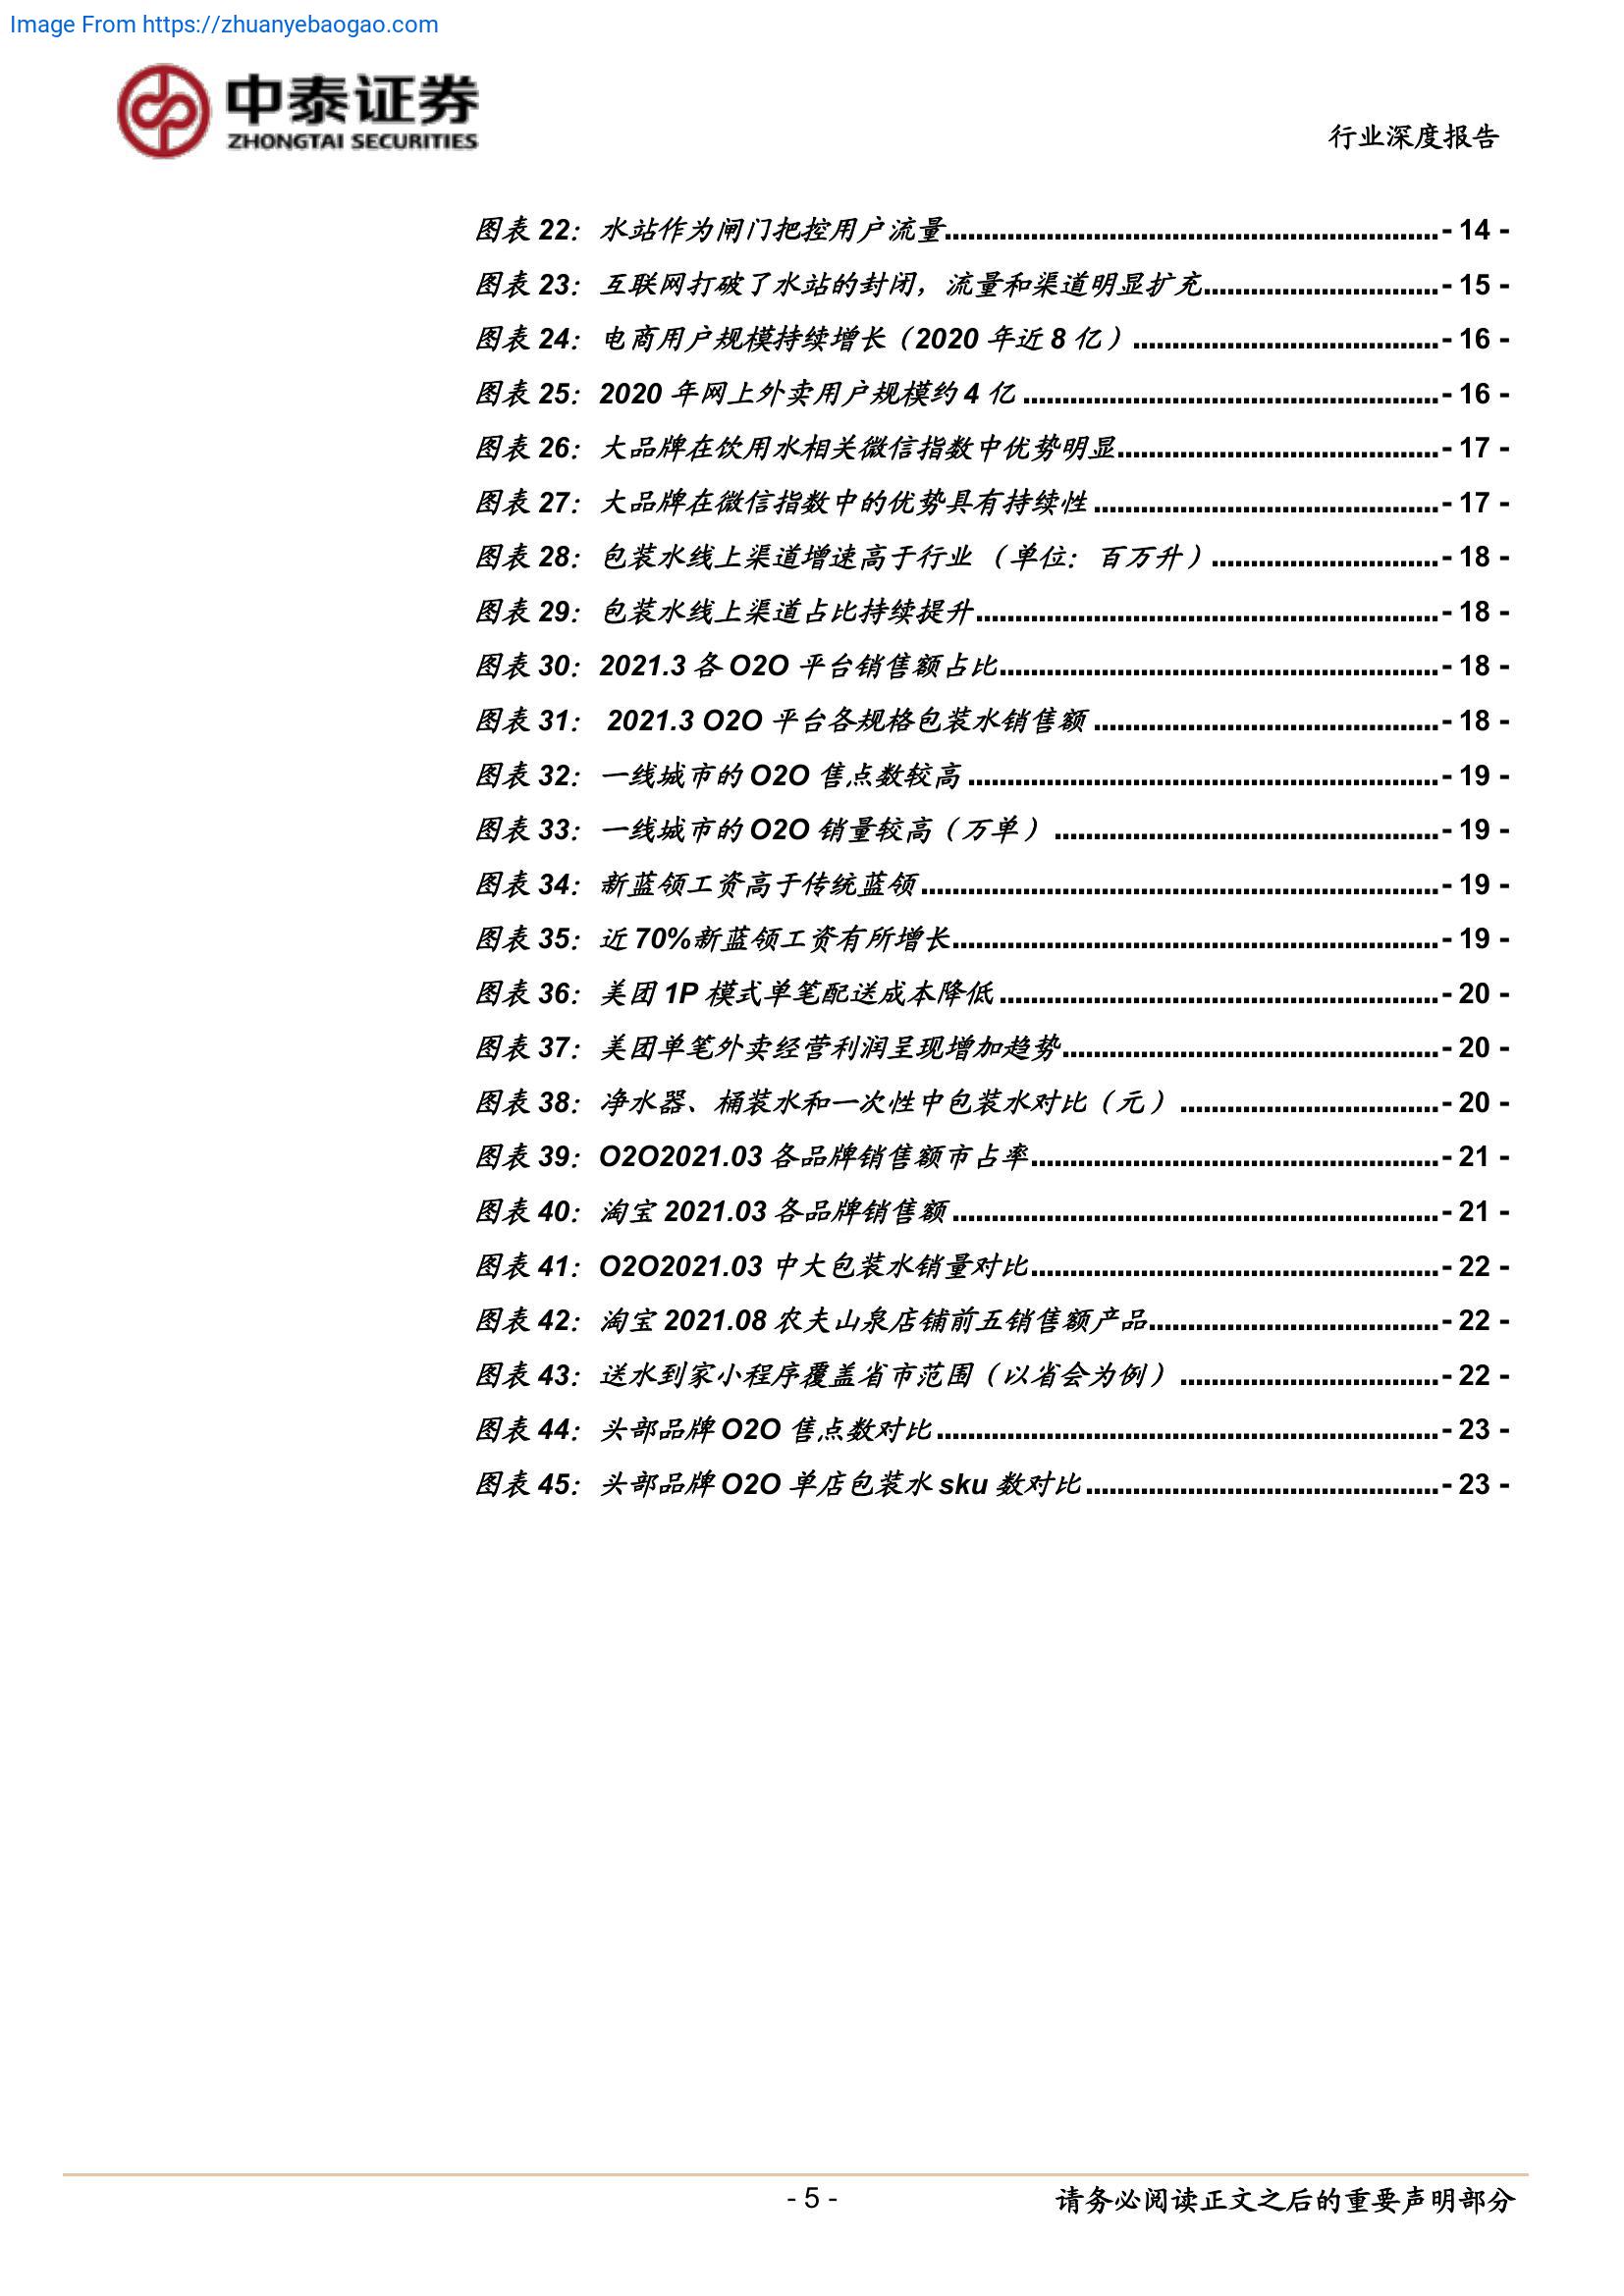 Image From https://zhuanyebaogao.com
中泰证券
ZHONGTAI SECURITIES
行业深度报告
图表 22：水站作为闸门把控用户流量................................................................- 14 -
图表 23：互联网打破了水站的封闭，流量和渠道明显扩充..............................- 15 -
图表 24：电商用户规模持续增长（2020 年近 8 亿）.......................................- 16 -
图表 25：2020 年网上外卖用户规模约 4 亿.....................................................- 16 -
图表 26：大品牌在饮用水相关微信指数中优势明显.........................................- 17 -
图表 27：大品牌在微信指数中的优势具有持续性............................................- 17 -
图表 28：包装水线上渠道增速高于行业 （单位：百万升）.............................- 18 -
图表 29：包装水线上渠道占比持续提升...........................................................- 18 -
图表 30：2021.3 各 O2O 平台销售额占比........................................................- 18 -
图表 31： 2021.3 O2O 平台各规格包装水销售额............................................- 18 -
图表 32：一线城市的 O2O 售点数较高............................................................- 19 -
图表 33：一线城市的 O2O 销量较高（万单）.................................................- 19 -
图表 34：新蓝领工资高于传统蓝领..................................................................- 19 -
图表 35：近 70%新蓝领工资有所增长..............................................................- 19 -
图表 36：美团 1P 模式单笔配送成本降低........................................................- 20 -
图表 37：美团单笔外卖经营利润呈现增加趋势................................................- 20 -
图表 38：净水器、桶装水和一次性中包装水对比（元）.................................- 20 -
图表 39：O2O2021.03 各品牌销售额市占率....................................................- 21 -
图表 40：淘宝 2021.03 各品牌销售额..............................................................- 21 -
图表 41：O2O2021.03 中大包装水销量对比....................................................- 22 -
图表 42：淘宝 2021.08 农夫山泉店铺前五销售额产品.....................................- 22 -
图表 43：送水到家小程序覆盖省市范围（以省会为例）.................................- 22 -
图表 44：头部品牌 O2O 售点数对比................................................................- 23 -
图表 45：头部品牌 O2O 单店包装水 sku 数对比.............................................- 23 -
- 5 -
请务必阅读正文之后的重要声明部分